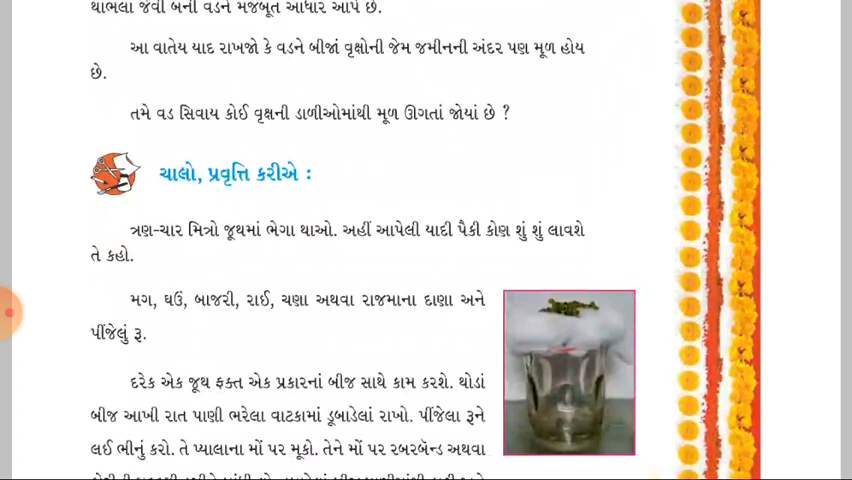 થાંભલા જેવી બની વડને મજબૂત આધાર આપે છે.
આ વાતેય યાદ રાખજો કે વડને બીજાં વૃક્ષોની જેમ જમીનની અંદર પણ મૂળ હોય
છે.
તમે વડ સિવાય કોઈ વૃક્ષની ડાળીઓમાંથી મૂળ ઊગતાં જોયાં છે ?
ચાલો, પ્રવૃત્તિ કરીએ :
ત્રણ-ચાર મિત્રો જૂથમાં ભેગા થાઓ. અહીં આપેલી યાદી પૈકી કોણ શું શું લાવશે
તે કહો.
મગ, ઘઉં, બાજરી, રાઈ, ચણા અથવા રાજમાના દાણા અને
પીંજેલું રૂ.
દરેક એક જૂથ ફક્ત એક પ્રકારનાં બીજ સાથે કામ કરશે. થોડાં
બીજ આખી રાત પાણી ભરેલા વાટકામાં ડૂબાડેલાં રાખો. પીંજેલા રૂને
લઈ ભીનું કરો. તે પ્યાલાના મોં પર મૂકો. તેને મોં પર રબરબૅન્ડ અથવા